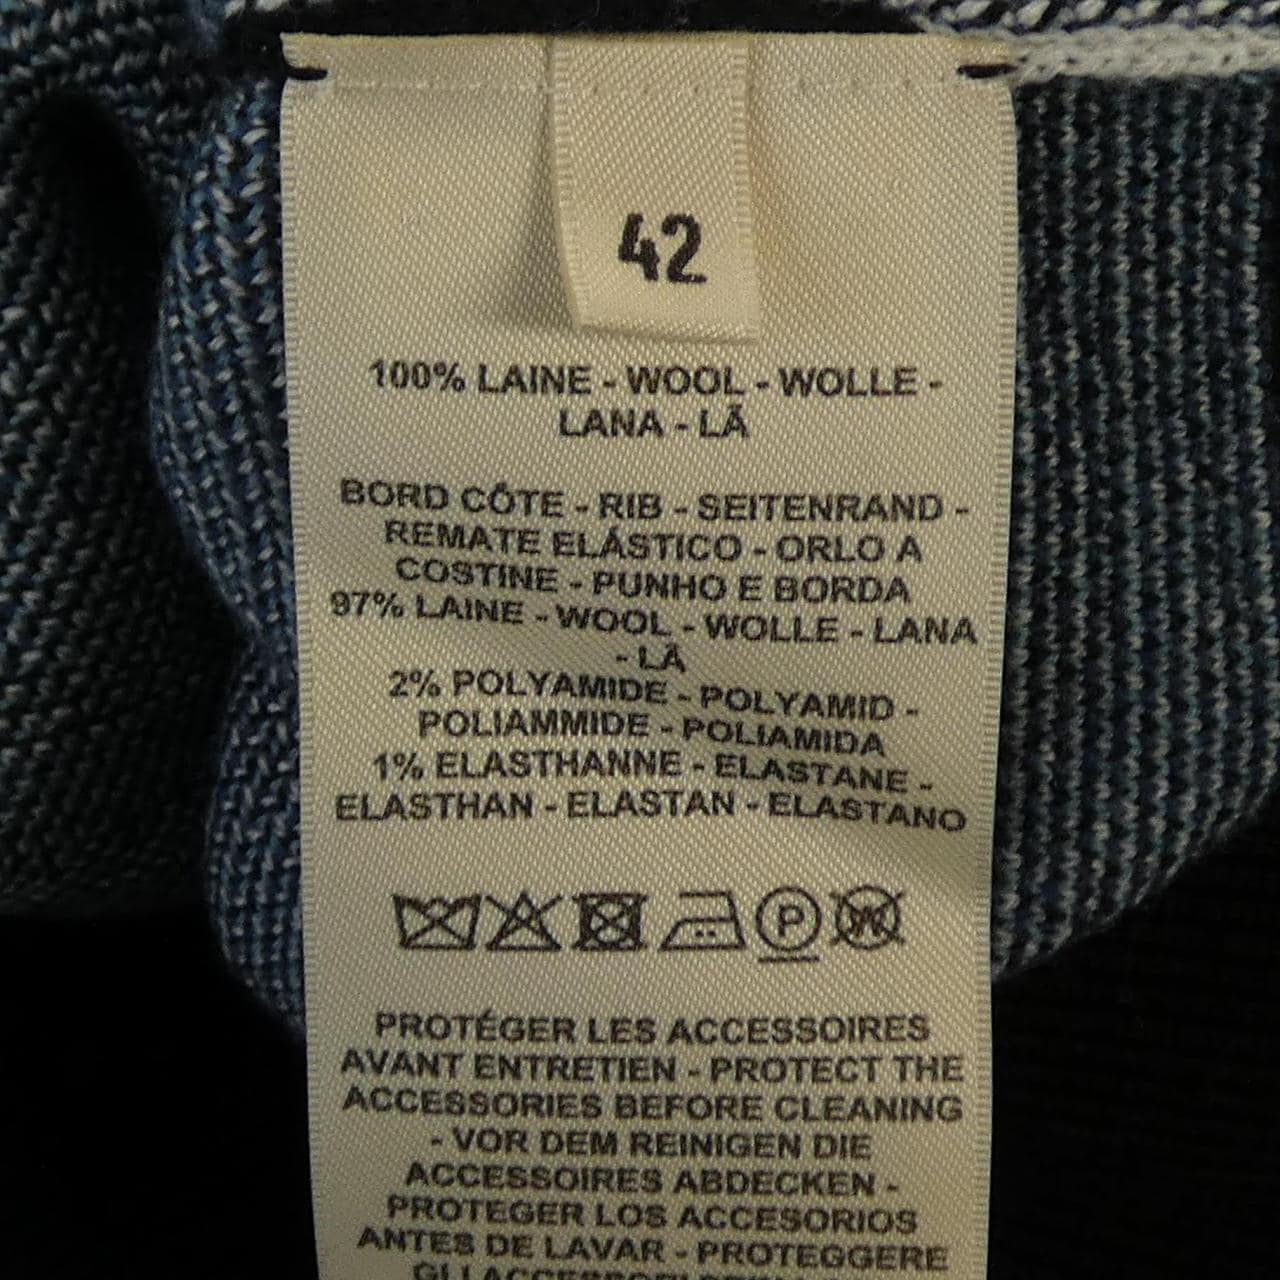 42
100% LAINE - WOOL - WOLLE -
LANA - LÃ
BORD CÔTE - RIB - SEITENRAND -
REMATE ELÁSTICO - ORLO A
COSTINE - PUNHO E BORDA
97% LAINE - WOOL - WOLLE - LANA
- LÃ
2% POLYAMIDE - POLYAMID -
POLIAMMIDE - POLIAMIDA
1% ELASTHANNE - ELASTANE -
ELASTHAN - ELASTAN - ELASTANO
P W
PROTÉGER LES ACCESSOIRES
AVANT ENTRETIEN - PROTECT THE
ACCESSORIES BEFORE CLEANING
- VOR DEM REINIGEN DIE
ACCESSOIRES ABDECKEN -
PROTEGER LOS ACCESORIOS
ANTES DE LAVAR - PROTEGGERE